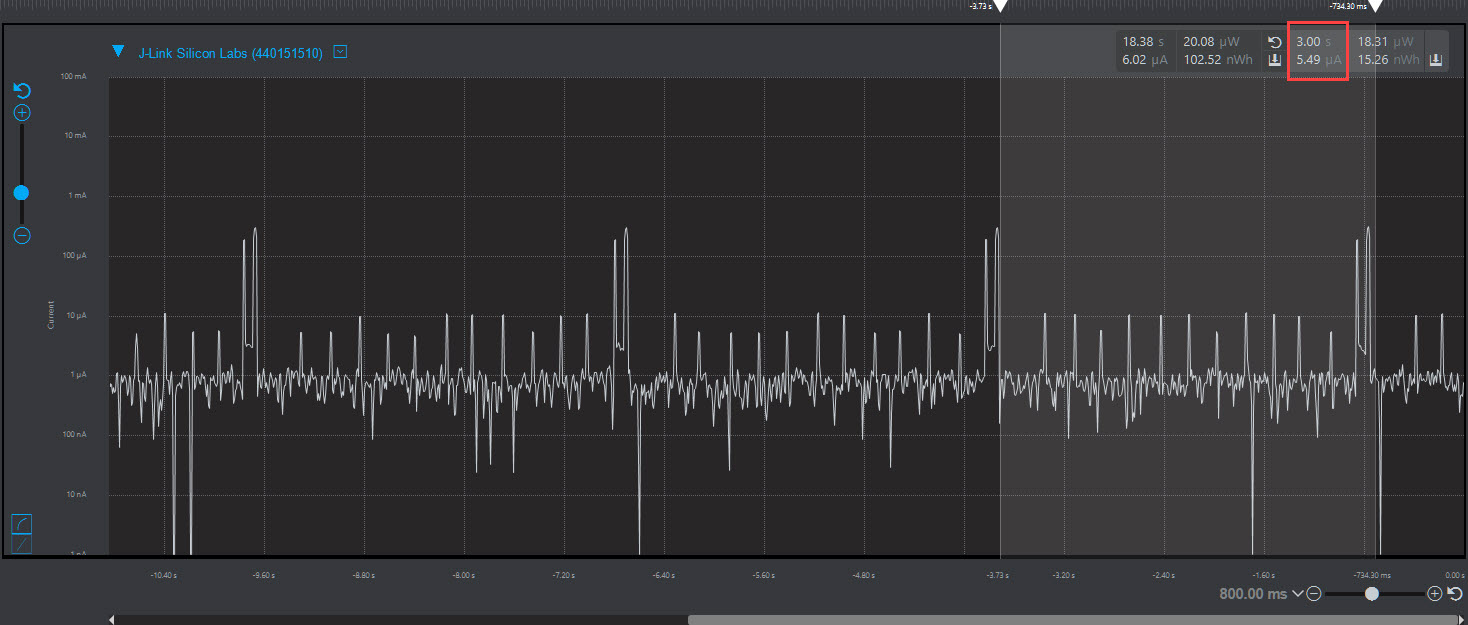 -3.73 s -734.30 ms
J-Link Silicon Labs (440151510)
18.38 s 20.08 µW 3.00 s 18.31 µW
6.02 µA 102.52 nWh 5.49 µA 15.26 nWh
100 mA
10 mA
1 mA
100 µA
Current
10 µA
1 µA
100 nA
10 nA
1 nA
-10.40 s -9.60 s -8.80 s -8.00 s -7.20 s -6.40 s -5.60 s -4.80 s -3.73 s -3.20 s -2.40 s -1.60 s -734.30 ms 0.00 s
800.00 ms